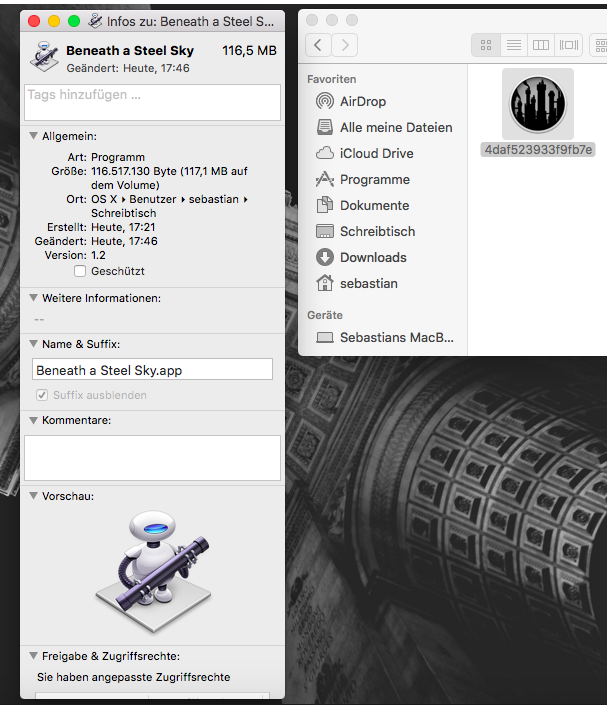 Infos zu: Beneath a Steel S...
Beneath a Steel Sky 116,5 MB
Geändert: Heute, 17:46
Tags hinzufügen ...
Allgemein:
Art: Programm
Größe: 116.517.130 Byte (117,1 MB auf
dem Volume)
Ort: OS X ▸ Benutzer ▸ sebastian ▸
Schreibtisch
Erstellt: Heute, 17:21
Geändert: Heute, 17:46
Version: 1.2
Geschützt
Weitere Informationen:
--
Name & Suffix:
Beneath a Steel Sky.app
Suffix ausblenden
Kommentare:
Vorschau:
Freigabe & Zugriffsrechte:
Sie haben angepasste Zugriffsrechte
Favoriten
AirDrop
Alle meine Dateien
iCloud Drive
Programme
Dokumente
Schreibtisch
Downloads
sebastian
Geräte
Sebastians MacB...
4daf523933f9fb7e